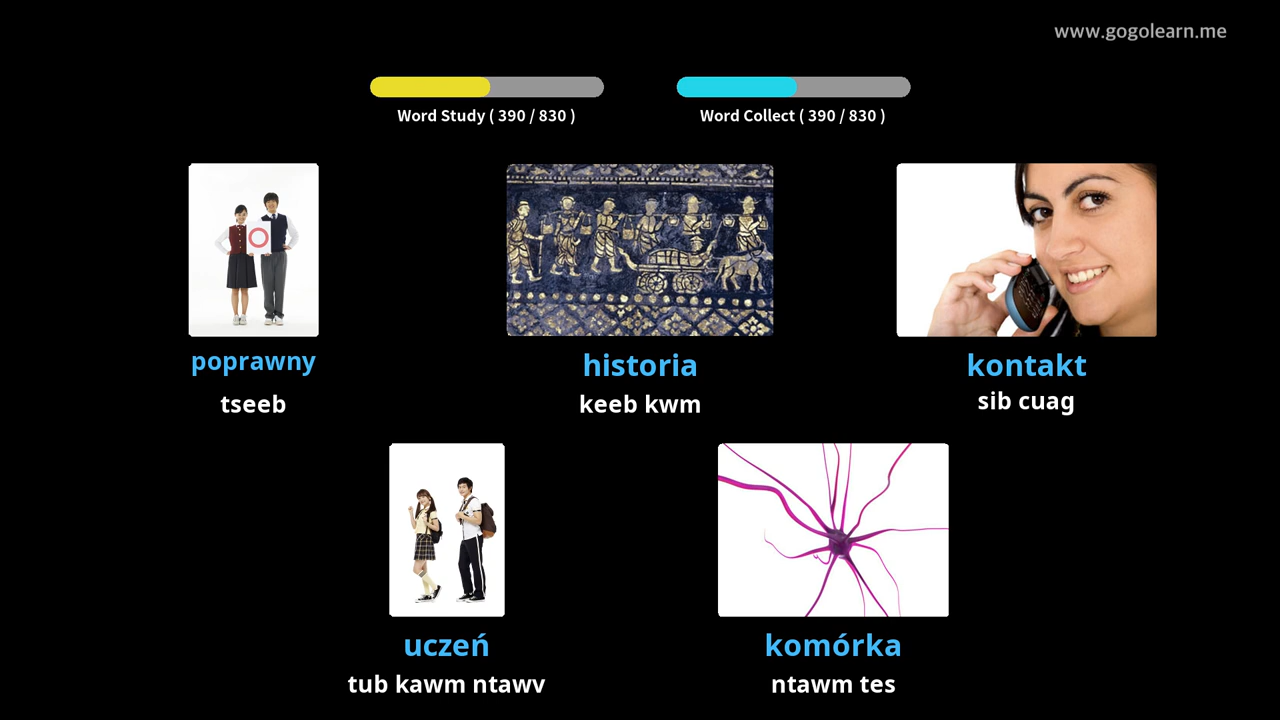 www.gogolearn.me
Word Study ( 390 / 830 )
Word Collect ( 390 / 830 )
poprawny
tseeb
historia
keeb kwm
kontakt
sib cuag
uczeń
tub kawm ntawv
komórka
ntawm tes